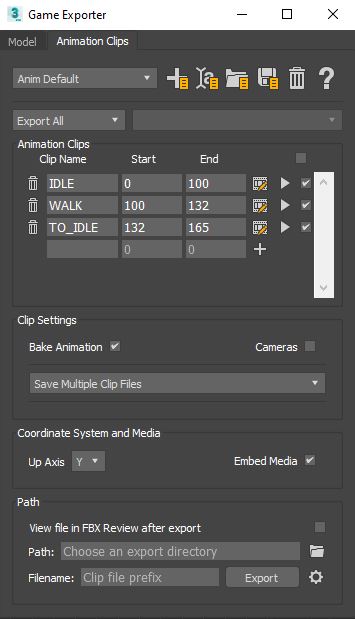 3 Game Exporter
Model Animation Clips
Anim Default
Export All
Animation Clips
Clip Name Start End
IDLE 0 100
WALK 100 132
TO_IDLE 132 165
0 0
Clip Settings
Bake Animation Cameras
Save Multiple Clip Files
Coordinate System and Media
Up Axis Y Embed Media
Path
View file in FBX Review after export
Path: Choose an export directory
Filename: Clip file prefix Export